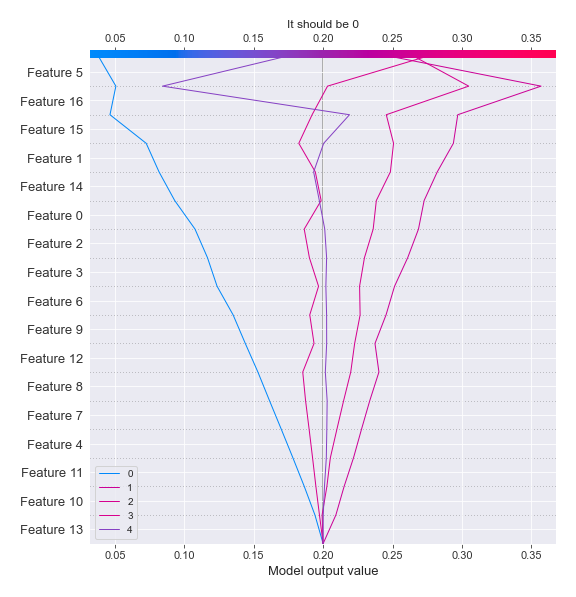 It should be 0
0.05 0.10 0.15 0.20 0.25 0.30 0.35
Feature 5
Feature 16
Feature 15
Feature 1
Feature 14
Feature 0
Feature 2
Feature 3
Feature 6
Feature 9
Feature 12
Feature 8
Feature 7
Feature 4
Feature 11
Feature 10
Feature 13
0
1
2
3
4
0.05 0.10 0.15 0.20 0.25 0.30 0.35
Model output value